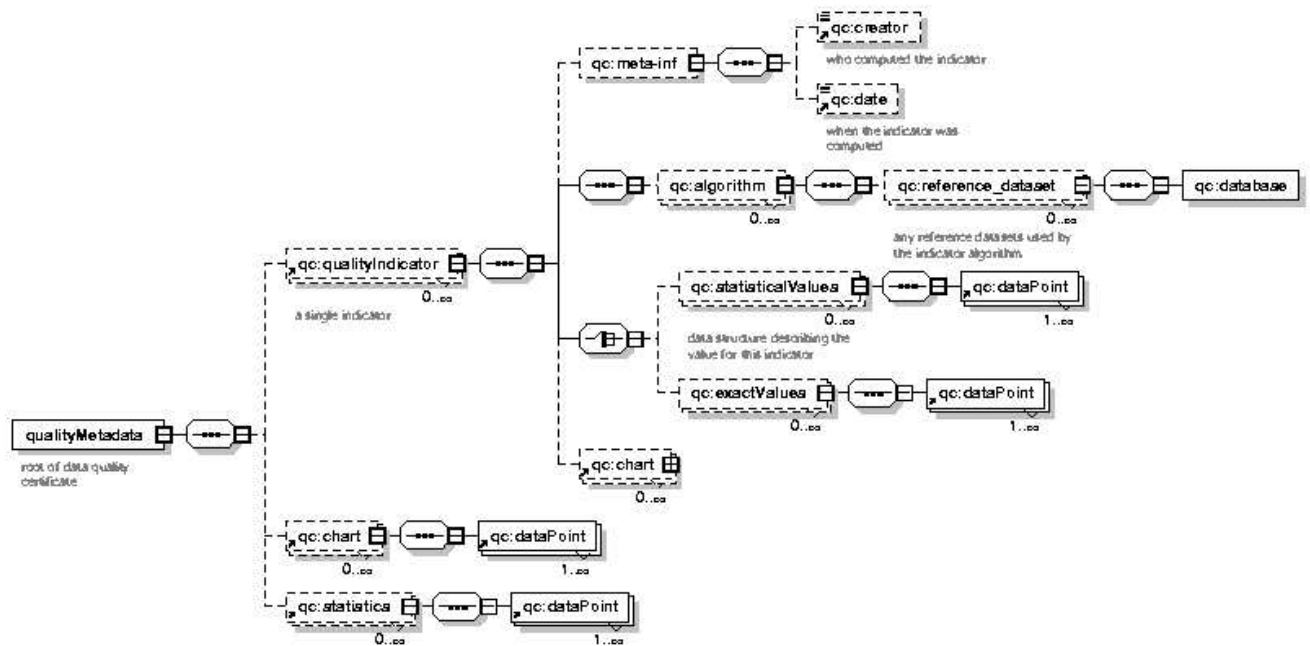 qc:creator
who computed the indicator
qc:meta-inf
qc:date
when the indicator was
computed
qc:algorithm
0..∞
qc:reference_dataset
0..∞
any reference datasets used by
the indicator algorithm
qc:database
qc:qualityIndicator
0..∞
a single indicator
qc:statisticalValues
0..∞
data structure describing the
value for this indicator
qc:dataPoint
1..∞
qc:exactValues
0..∞
qc:dataPoint
1..∞
qualityMetadata
root of data quality
certificate
qc:chart
0..∞
qc:chart
0..∞
qc:dataPoint
1..∞
qc:statistics
0..∞
qc:dataPoint
1..∞